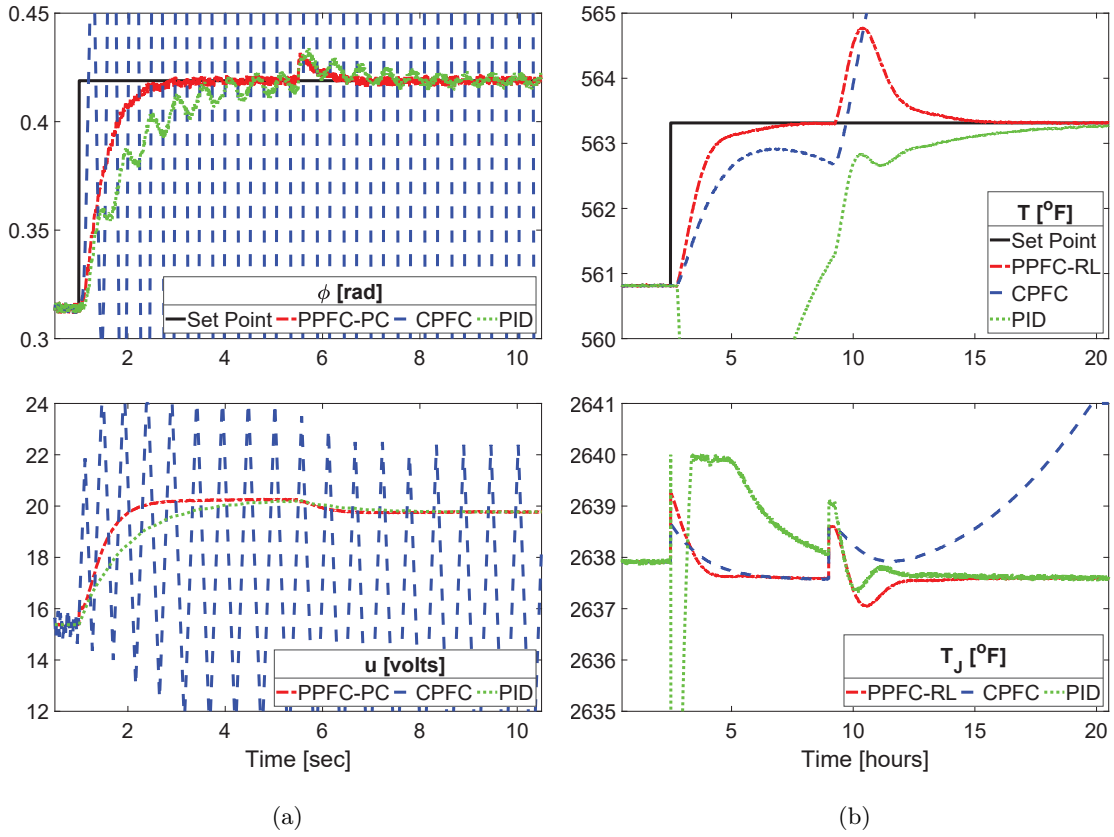 0.45
0.4
0.35
0.3
2 4 6 8 10
ϕ [rad]
Set Point PPFC-PC CPFC PID
565
564
563
562
561
560
5 10 15 20
T [°F]
Set Point
PPFC-RL
CPFC
PID
24
22
20
18
16
14
12
2 4 6 8 10
u [volts]
PPFC-PC CPFC PID
Time [sec]
2641
2640
2639
2638
2637
2636
2635
5 10 15 20
T_J [°F]
PPFC-RL CPFC PID
Time [hours]
(a) (b)